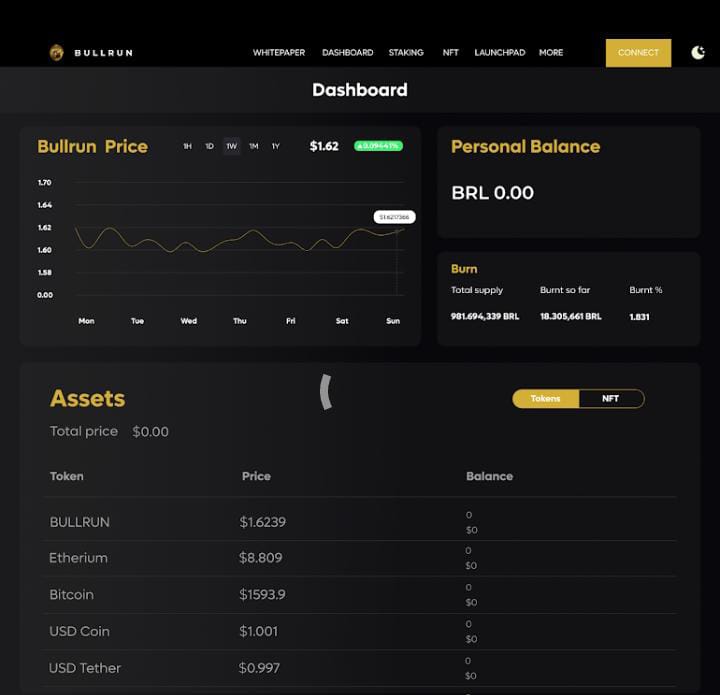 BULLRUN
WHITEPAPER DASHBOARD STAKING NFT LAUNCHPAD MORE CONNECT
Dashboard
Bullrun Price 1H 1D 1W 1M 1Y $1.62 0.09441%
1.70
1.64
1.62
$1.6217366
1.60
1.58
0.00
Mon Tue Wed Thu Fri Sat Sun
Personal Balance
BRL 0.00
Burn
Total supply Burnt so far Burnt %
981.694,339 BRL 18.305,661 BRL 1.831
Assets
Tokens NFT
Total price $0.00
Token Price Balance
BULLRUN $1.6239 0
$0
Etherium $8.809 0
$0
Bitcoin $1593.9 0
$0
USD Coin $1.001 0
$0
USD Tether $0.997 0
$0